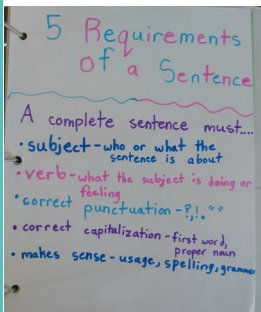 5 Requirements
of a Sentence
A complete sentence must....
• subject - who or what the
sentence is about
• verb - what the subject is doing or
feeling
• correct punctuation - ?,!. " "
• correct capitalization - first word,
proper noun
• makes sense - usage, spelling, grammar